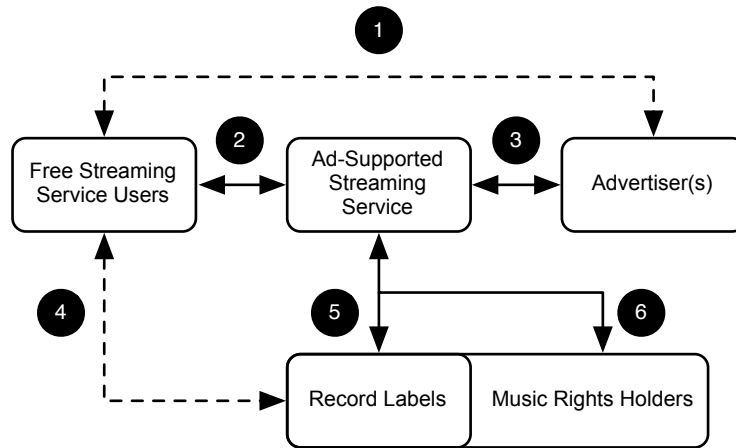 1
2
3
Free Streaming
Service Users
Ad-Supported
Streaming
Service
Advertiser(s)
4
5
6
Record Labels
Music Rights Holders